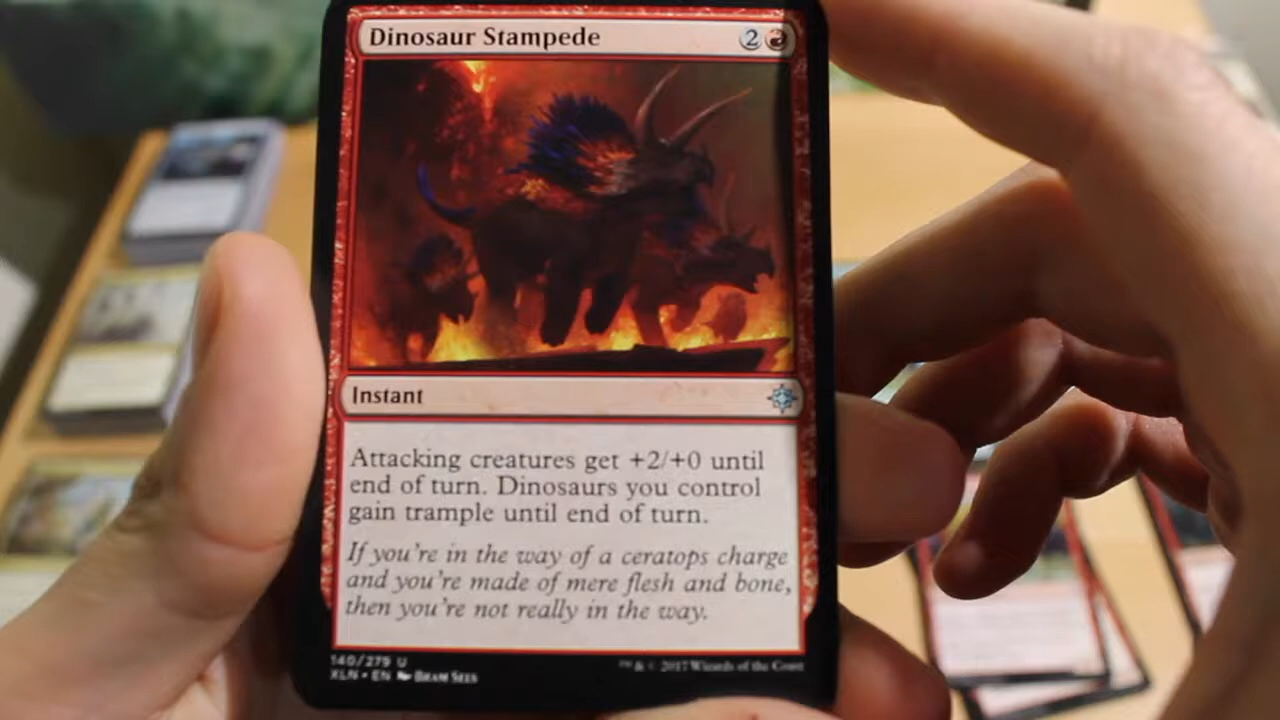 Dinosaur Stampede 2
Instant
Attacking creatures get +2/+0 until
end of turn. Dinosaurs you control
gain trample until end of turn.
If you're in the way of a ceratops charge
and you're made of mere flesh and bone,
then you're not really in the way.
140/279 U
XLN • EN Beam Sees
™ & © 2017 Wizards of the Coast